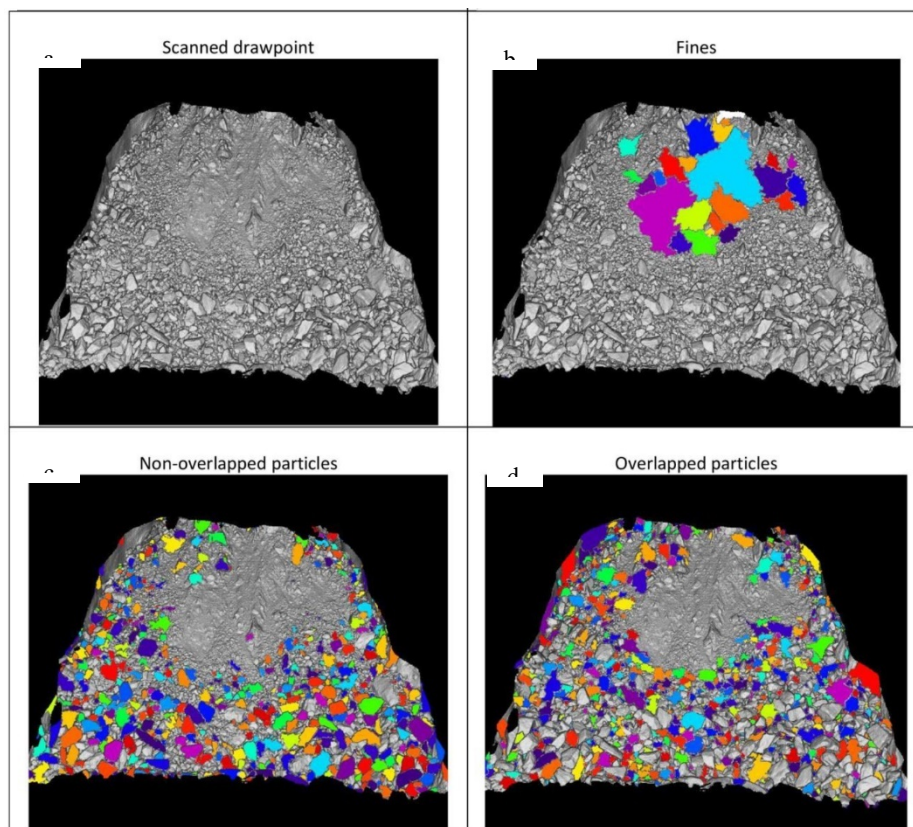 Scanned drawpoint
Fines
b
Non-overlapped particles
Overlapped particles
d